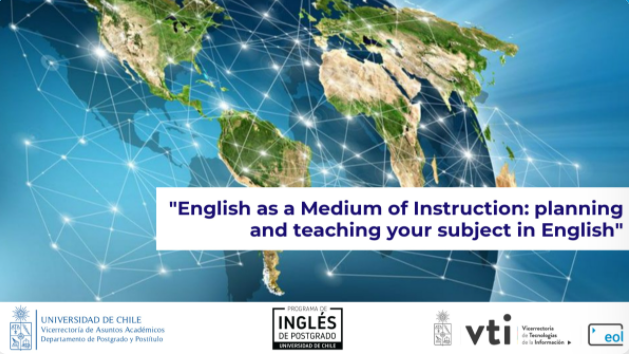 "English as a Medium of Instruction: planning
and teaching your subject in English"
UNIVERSIDAD DE CHILE
Vicerrectoría de Asuntos Académicos
Departamento de Postgrado y Postítulo
PROGRAMA DE
INGLÉS
DE POSTGRADO
UNIVERSIDAD DE CHILE
vti
Vicerrectoría
de Tecnologías
de la Información
eol